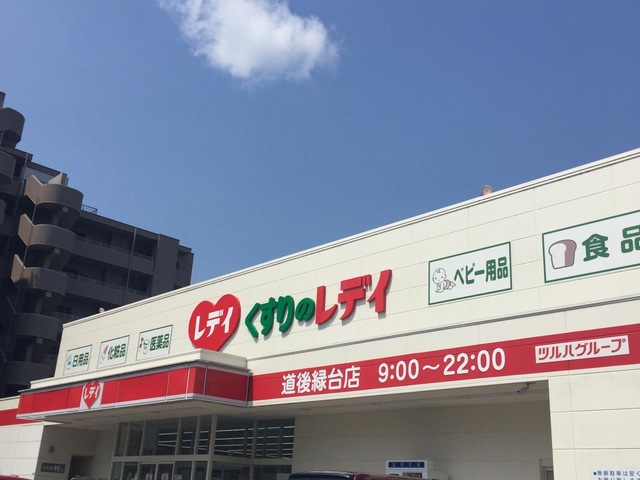 レデイ
くすりのレデイ
ベビー用品
食品
日用品
化粧品
医薬品
レデイ
道後緑台店 9:00～22:00
ツルハグループ